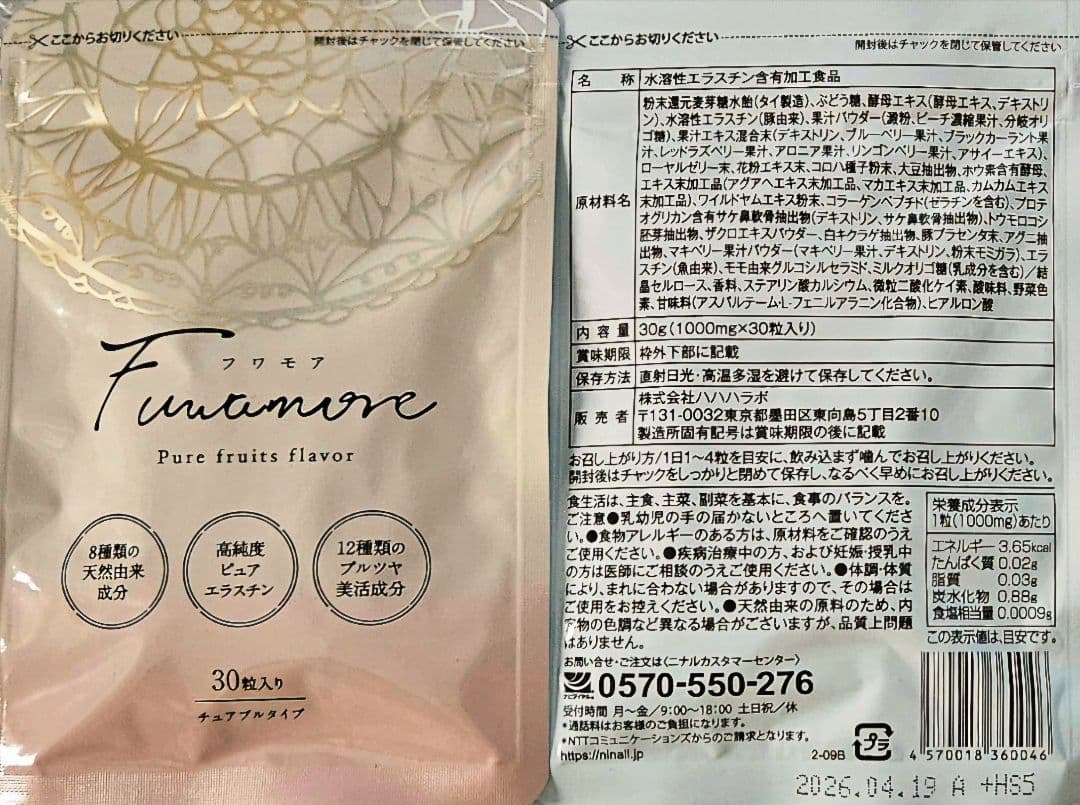 ここからお切りください
開封後はチャックを閉じて保管してください
フワモア
Fuwamore
Pure fruits flavor
8種類の
天然由来
成分
高純度
ピュア
エラスチン
12種類の
プルツヤ
美活成分
30粒入り
チュアブルタイプ
ここからお切りください
開封後はチャックを閉じて保管してください
名称 水溶性エラスチン含有加工食品
原材料名
粉末還元麦芽糖水飴(タイ製造)、ぶどう糖、酵母エキス(酵母エキス、デキストリ
ン)、水溶性エラスチン(豚由来)、果汁パウダー(澱粉、ピーチ濃縮果汁、分岐オリ
ゴ糖)、果汁エキス混合末(デキストリン、ブルーベリー果汁、ブラックカーラント果
汁、レッドラズベリー果汁、アロニア果汁、リンゴンベリー果汁、アサイーエキス)、
ローヤルゼリー末、花粉エキス末、コロハ種子粉末、大豆抽出物、ホウ素含有酵母、
エキス末加工品(アグアヘエキス末加工品、マカエキス末加工品、カムカムエキス
末加工品)、ワイルドヤムエキス粉末、コラーゲンペプチド(ゼラチンを含む)、プロテ
オグリカン含有サケ鼻軟骨抽出物(デキストリン、サケ鼻軟骨抽出物)、トウモロコシ
胚芽抽出物、ザクロエキスパウダー、白キクラゲ抽出物、豚プラセンタ末、アグニ抽
出物、マキベリー果汁パウダー(マキベリー果汁、デキストリン、粉末モミガラ)、エラ
スチン(魚由来)、モモ由来グルコシルセラミド、ミルクオリゴ糖(乳成分を含む)/結
晶セルロース、香料、ステアリン酸カルシウム、微粒二酸化ケイ素、酸味料、野菜色
素、甘味料(アスパルテーム・L-フェニルアラニン化合物)、ヒアルロン酸
内容量 30g(1000mg×30粒入り)
賞味期限 枠外下部に記載
保存方法 直射日光・高温多湿を避けて保存してください。
販売者
株式会社ハハハラボ
〒131-0032東京都墨田区東向島5丁目2番10
製造所固有記号は賞味期限の後に記載
お召し上がり方/1日1〜4粒を目安に、飲み込まず噛んでお召し上がりください。
開封後はチャックをしっかりと閉めて保存し、なるべく早めにお召し上がりください。
食生活は、主食、主菜、副菜を基本に、食事のバランスを。
ご注意●乳幼児の手の届かないところへ置いてくださ
い。●食物アレルギーのある方は、原材料をご確認のうえ
ご使用ください。●疾病治療中の方、および妊娠・授乳中
の方は医師にご相談のうえご使用ください。●体調・体質
により、まれに合わない場合がありますので、その場合は
ご使用をお控えください。●天然由来の原料のため、内
容物の色調など異なる場合がございますが、品質上問題
はありません。
栄養成分表示
1粒(1000mg)あたり
エネルギー 3.65kcal
たんぱく質 0.02g
脂質 0.03g
炭水化物 0.88g
食塩相当量 0.0009g
この表示値は、目安です。
お問い合せ・ご注文は〈ニナルカスタマーセンター〉
ナビダイヤル
0570-550-276
受付時間 月〜金/9:00〜18:00 土日祝/休
*通話料はお客様のご負担になります。
*NTTコミュニケーションズからのご請求となります。
https://ninall.jp
プラ
2-09B
4 570018 360046
2026.04.19 A +HS5